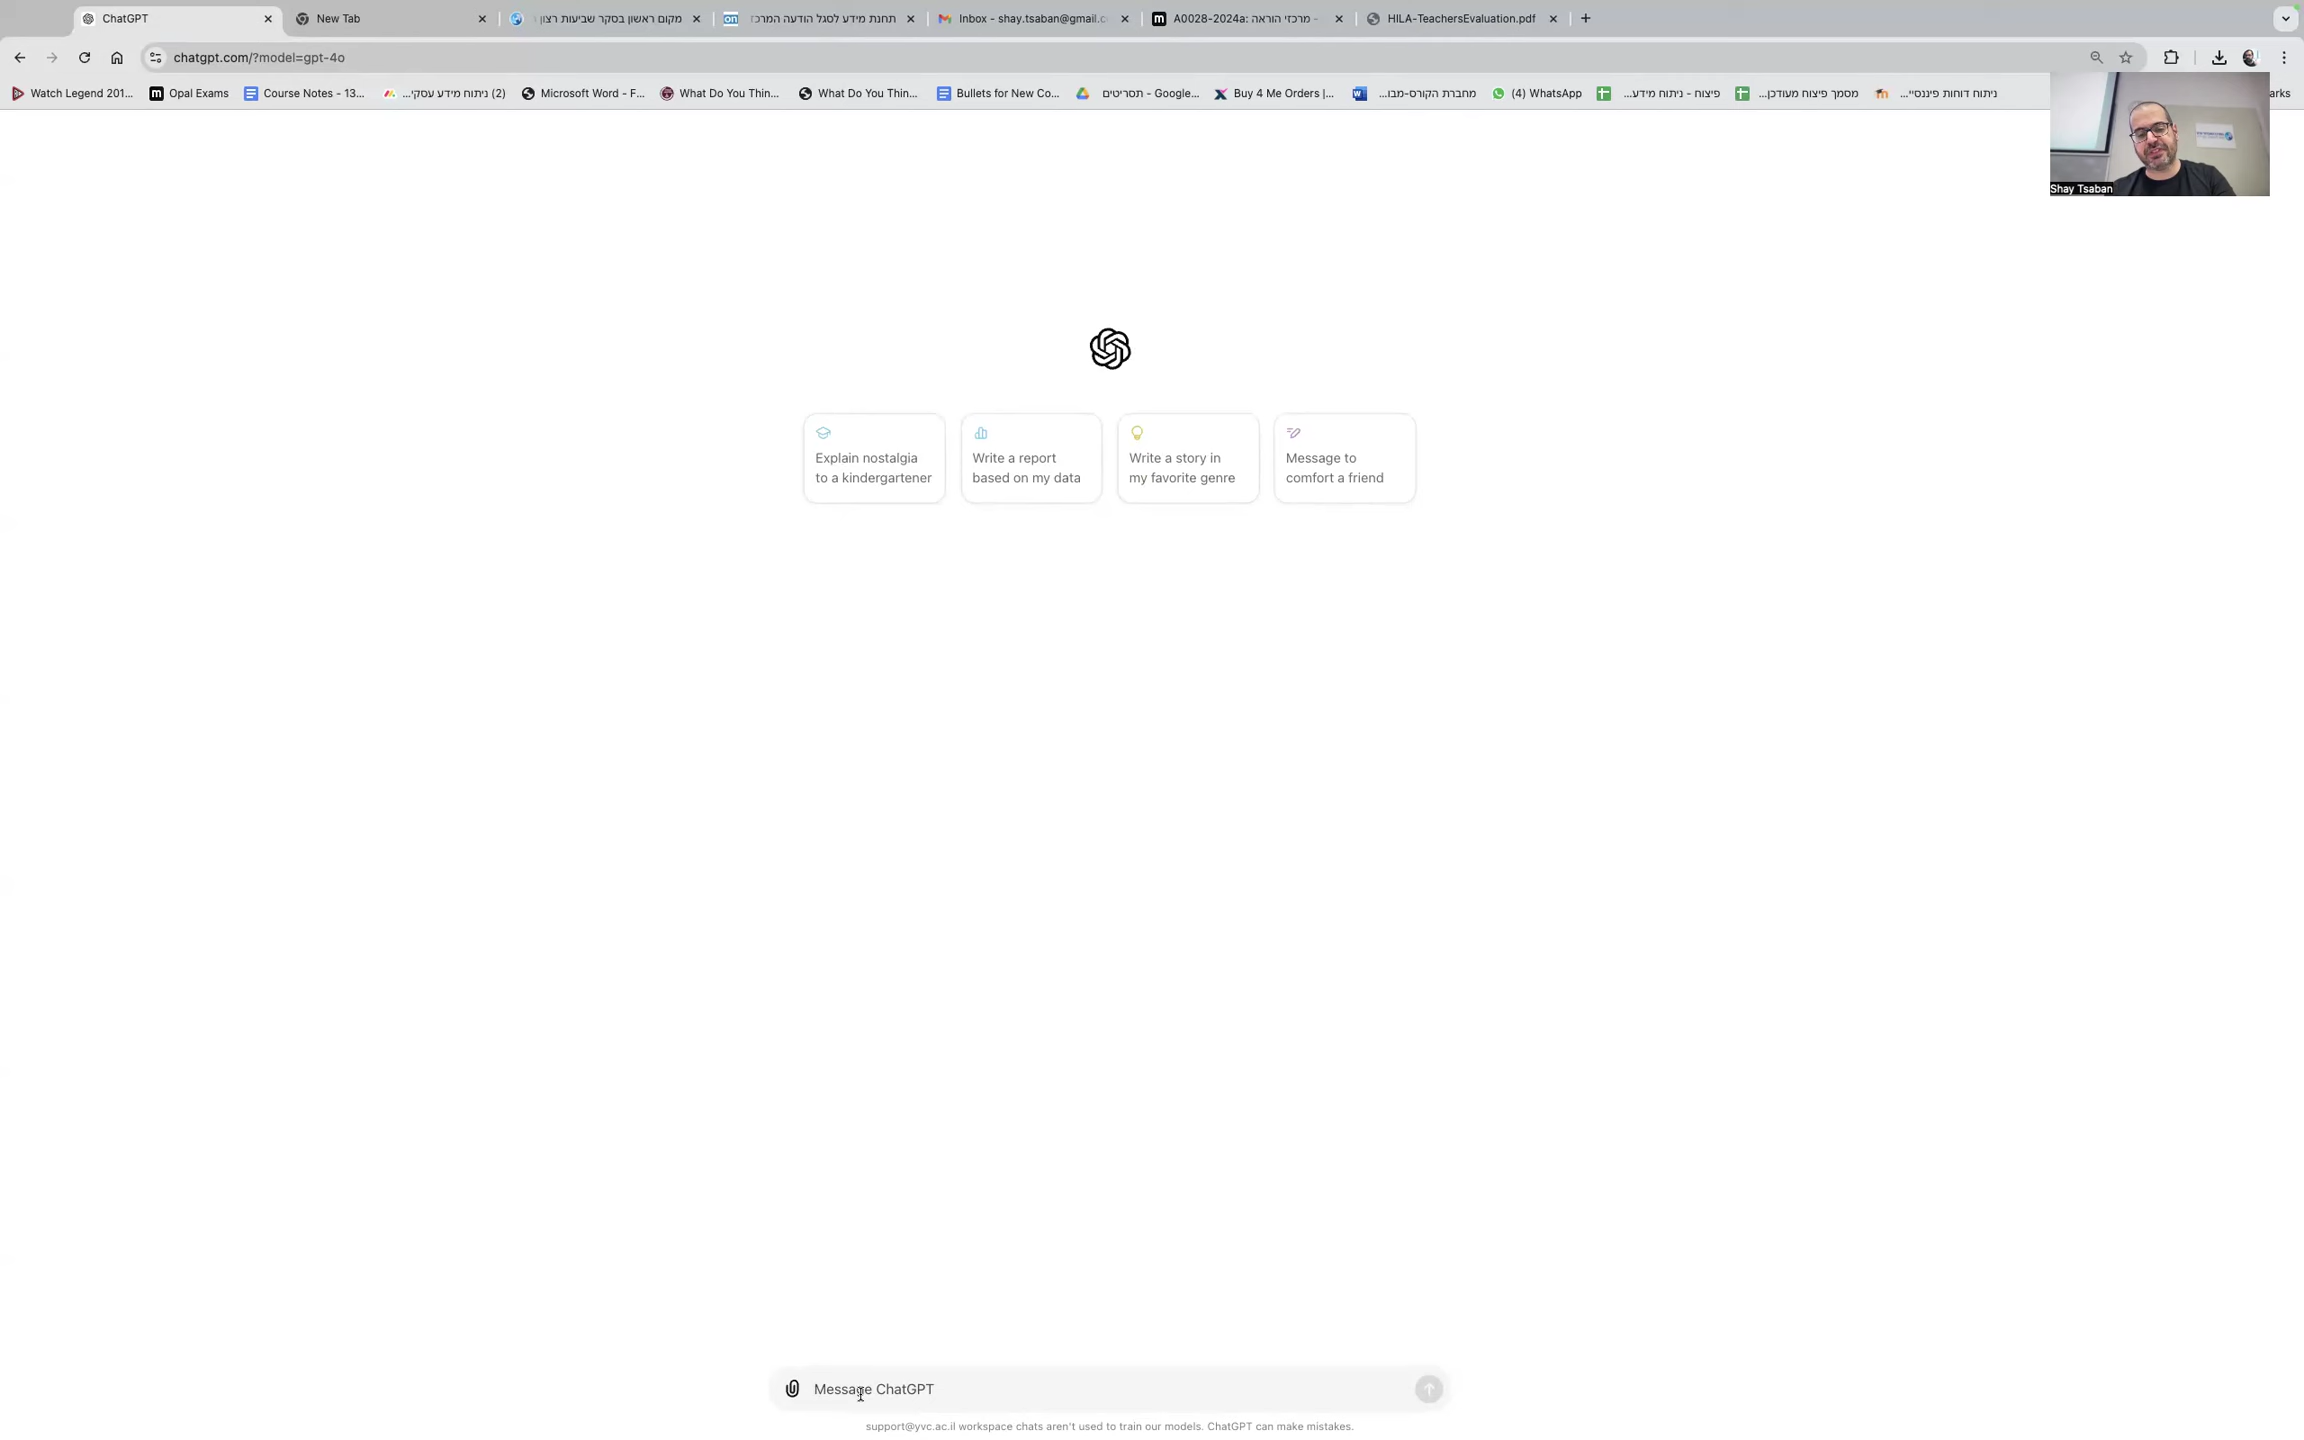 ChatGPT
New Tab
מקום ראשון בסקר שביעות רצון
תחנת מידע לסגל הודעה המרכז
Inbox - shay.tsaban@gmail.c
A0028-2024a: מרכזי הוראה -
HILA-TeachersEvaluation.pdf
chatgpt.com/?model=gpt-4o
Watch Legend 201...
Opal Exams
Course Notes - 13...
(2) ניתוח מידע עסקי...
Microsoft Word - F...
What Do You Thin...
What Do You Thin...
Bullets for New Co...
תסריטים - Google...
Buy 4 Me Orders |...
מחברת הקורס-מבו...
(4) WhatsApp
פיצוח - ניתוח מידע...
מסמך פיצוח מעודכן...
ניתוח דוחות פיננסיי...
arks
Shay Tsaban
Explain nostalgia
to a kindergartener
Write a report
based on my data
Write a story in
my favorite genre
Message to
comfort a friend
Message ChatGPT
support@yvc.ac.il workspace chats aren't used to train our models. ChatGPT can make mistakes.